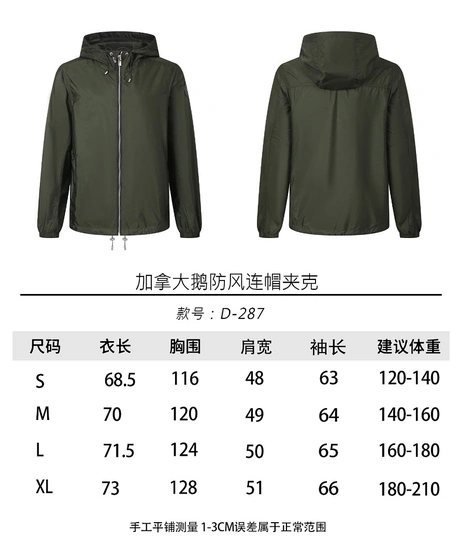 加拿大鹅防风连帽夹克
款号：D-287
尺码 衣长 胸围 肩宽 袖长 建议体重
S 68.5 116 48 63 120-140
M 70 120 49 64 140-160
L 71.5 124 50 65 160-180
XL 73 128 51 66 180-210
手工平铺测量 1-3CM误差属于正常范围